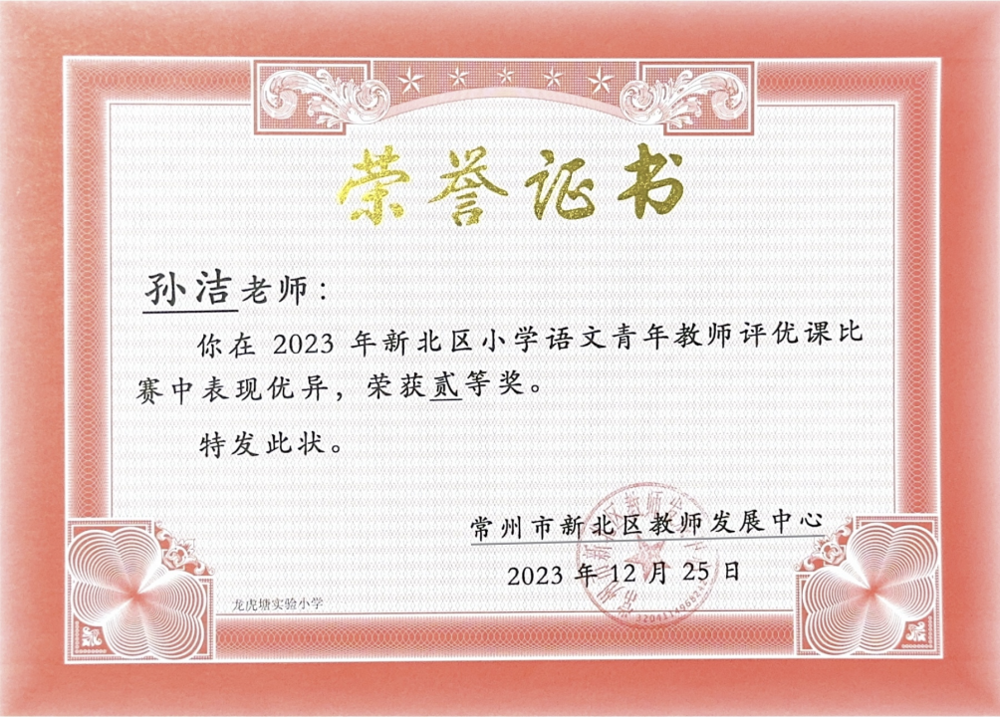 荣誉证书
孙洁老师：
你在 2023 年新北区小学语文青年教师评优课比
赛中表现优异，荣获贰等奖。
特发此状。
常州市新北区教师发展中心
2023 年 12 月 25 日
龙虎塘实验小学